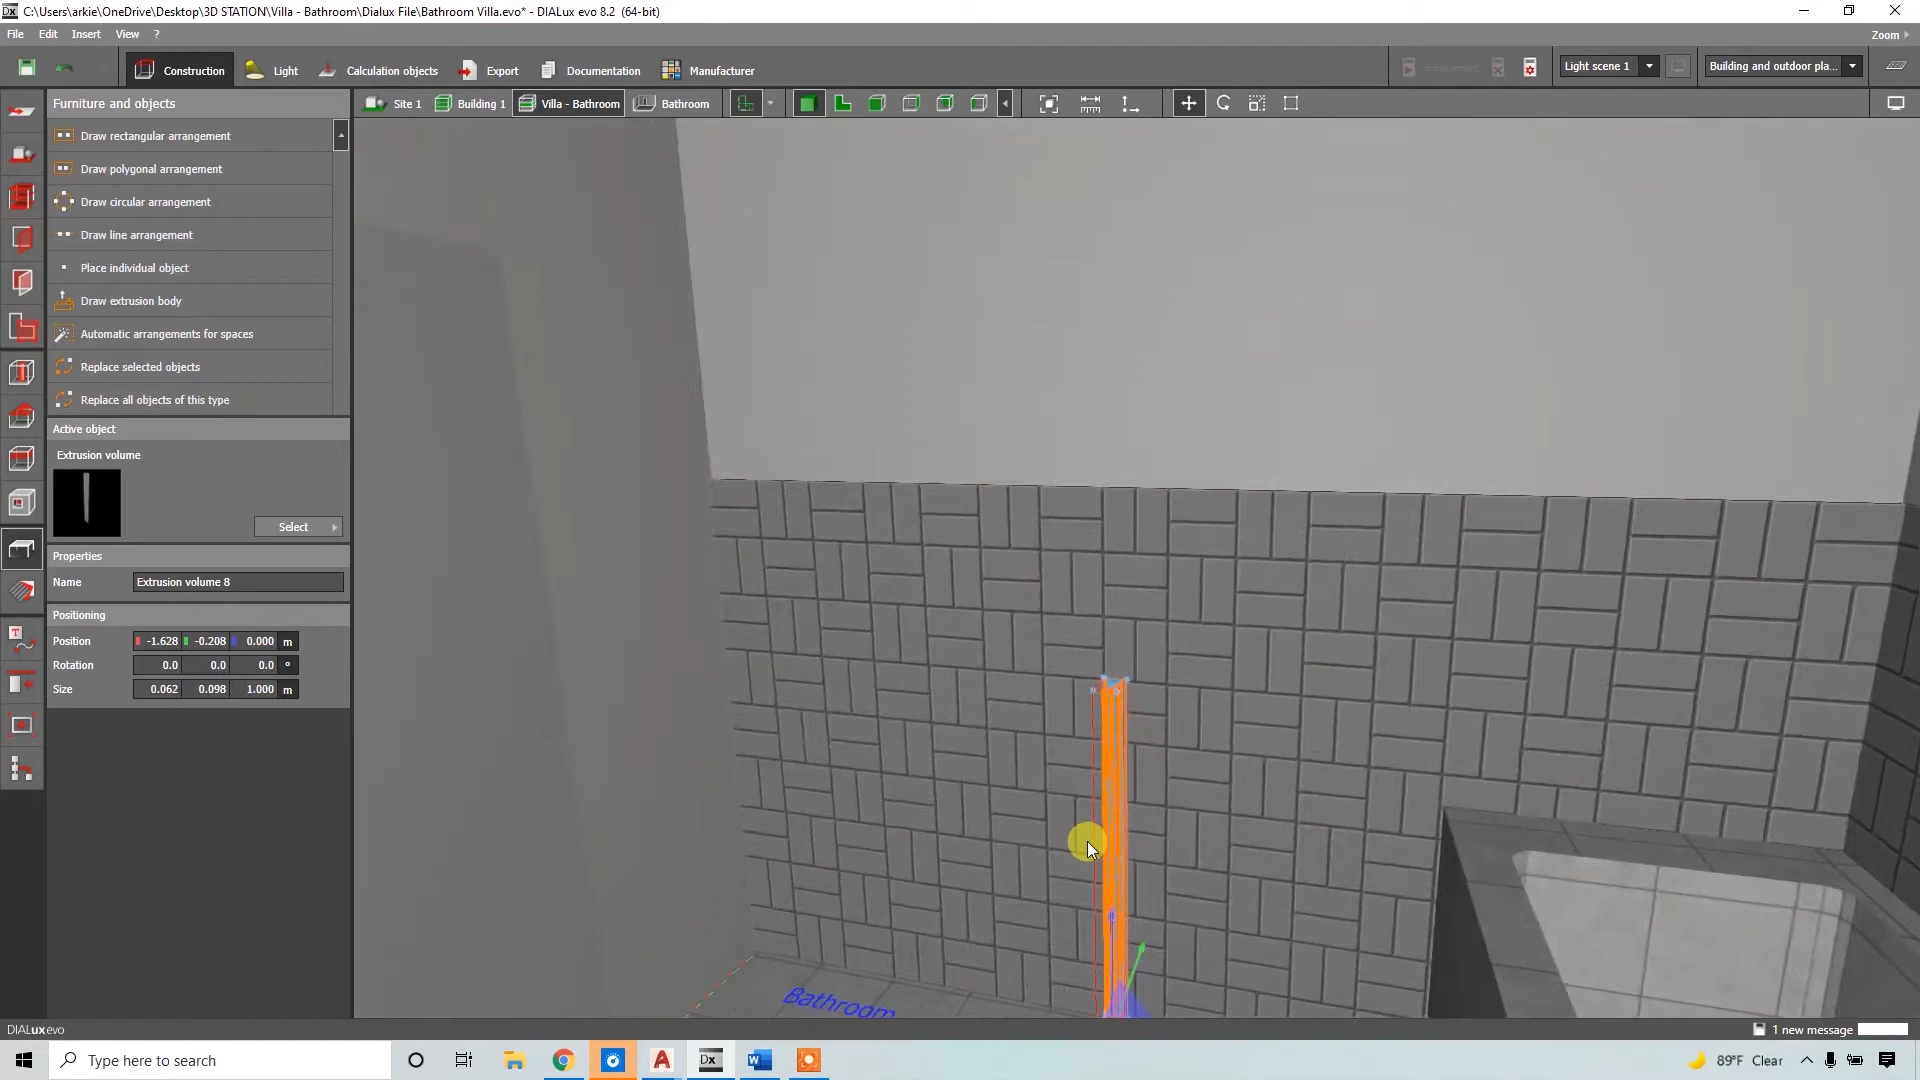 C:\Users\arkie\OneDrive\Desktop\3D STATION\Villa - Bathroom\Dialux File\Bathroom Villa.evo* - DIALux evo 8.2 (64-bit)
File Edit Insert View ?
Zoom
Construction Light Calculation objects Export Documentation Manufacturer
Light scene 1
Building and outdoor pla...
Furniture and objects
Site 1 Building 1 Villa - Bathroom Bathroom
Draw rectangular arrangement
Draw polygonal arrangement
Draw circular arrangement
Draw line arrangement
Place individual object
Draw extrusion body
Automatic arrangements for spaces
Replace selected objects
Replace all objects of this type
Active object
Extrusion volume
Select
Properties
Name Extrusion volume 8
Positioning
Position -1.628 -0.208 0.000 m
Rotation 0.0 0.0 0.0 °
Size 0.062 0.098 1.000 m
Bathroom
DIALux evo
1 new message
Type here to search
89°F Clear